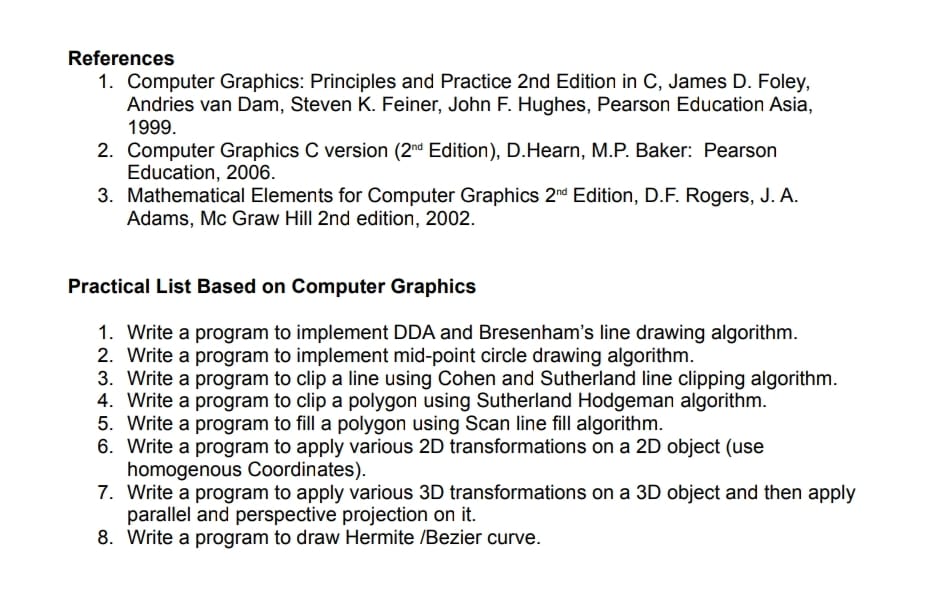 References
1. Computer Graphics: Principles and Practice 2nd Edition in C, James D. Foley,
Andries van Dam, Steven K. Feiner, John F. Hughes, Pearson Education Asia,
1999.
2. Computer Graphics C version (2nd Edition), D.Hearn, M.P. Baker: Pearson
Education, 2006.
3. Mathematical Elements for Computer Graphics 2nd Edition, D.F. Rogers, J. A.
Adams, Mc Graw Hill 2nd edition, 2002.
Practical List Based on Computer Graphics
1. Write a program to implement DDA and Bresenham’s line drawing algorithm.
2. Write a program to implement mid-point circle drawing algorithm.
3. Write a program to clip a line using Cohen and Sutherland line clipping algorithm.
4. Write a program to clip a polygon using Sutherland Hodgeman algorithm.
5. Write a program to fill a polygon using Scan line fill algorithm.
6. Write a program to apply various 2D transformations on a 2D object (use
homogenous Coordinates).
7. Write a program to apply various 3D transformations on a 3D object and then apply
parallel and perspective projection on it.
8. Write a program to draw Hermite /Bezier curve.